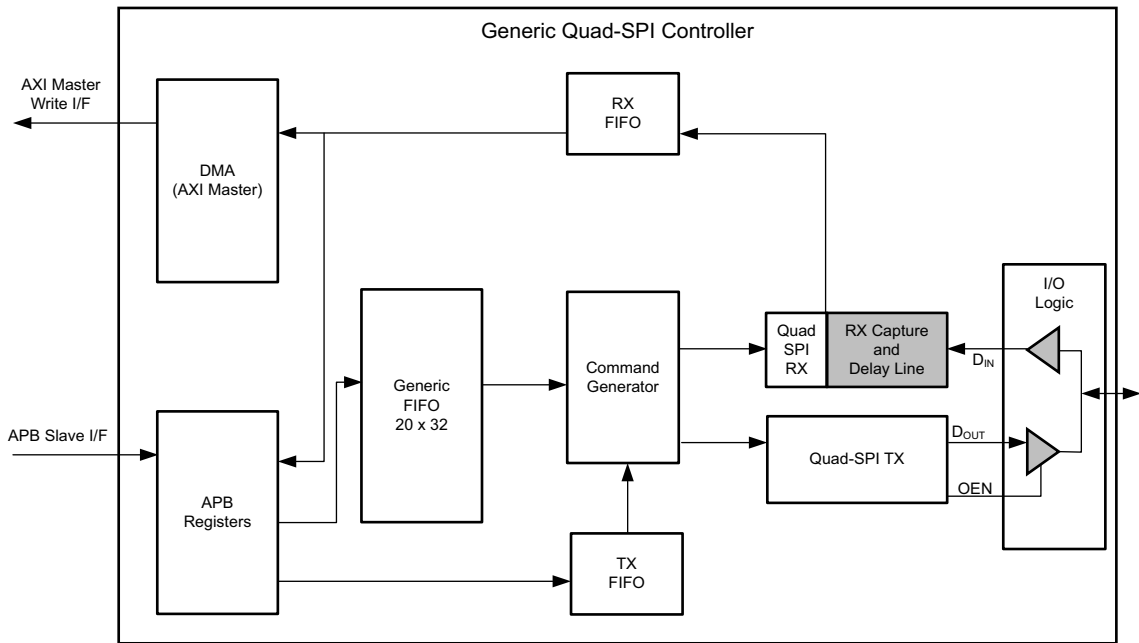 Generic Quad-SPI Controller
AXI Master
Write I/F
DMA
(AXI Master)
RX
FIFO
I/O
Logic
Generic
FIFO
20 x 32
Command
Generator
Quad
SPI
RX
RX Capture
and
Delay Line
DIN
APB Slave I/F
APB
Registers
Quad-SPI TX
DOUT
OEN
TX
FIFO